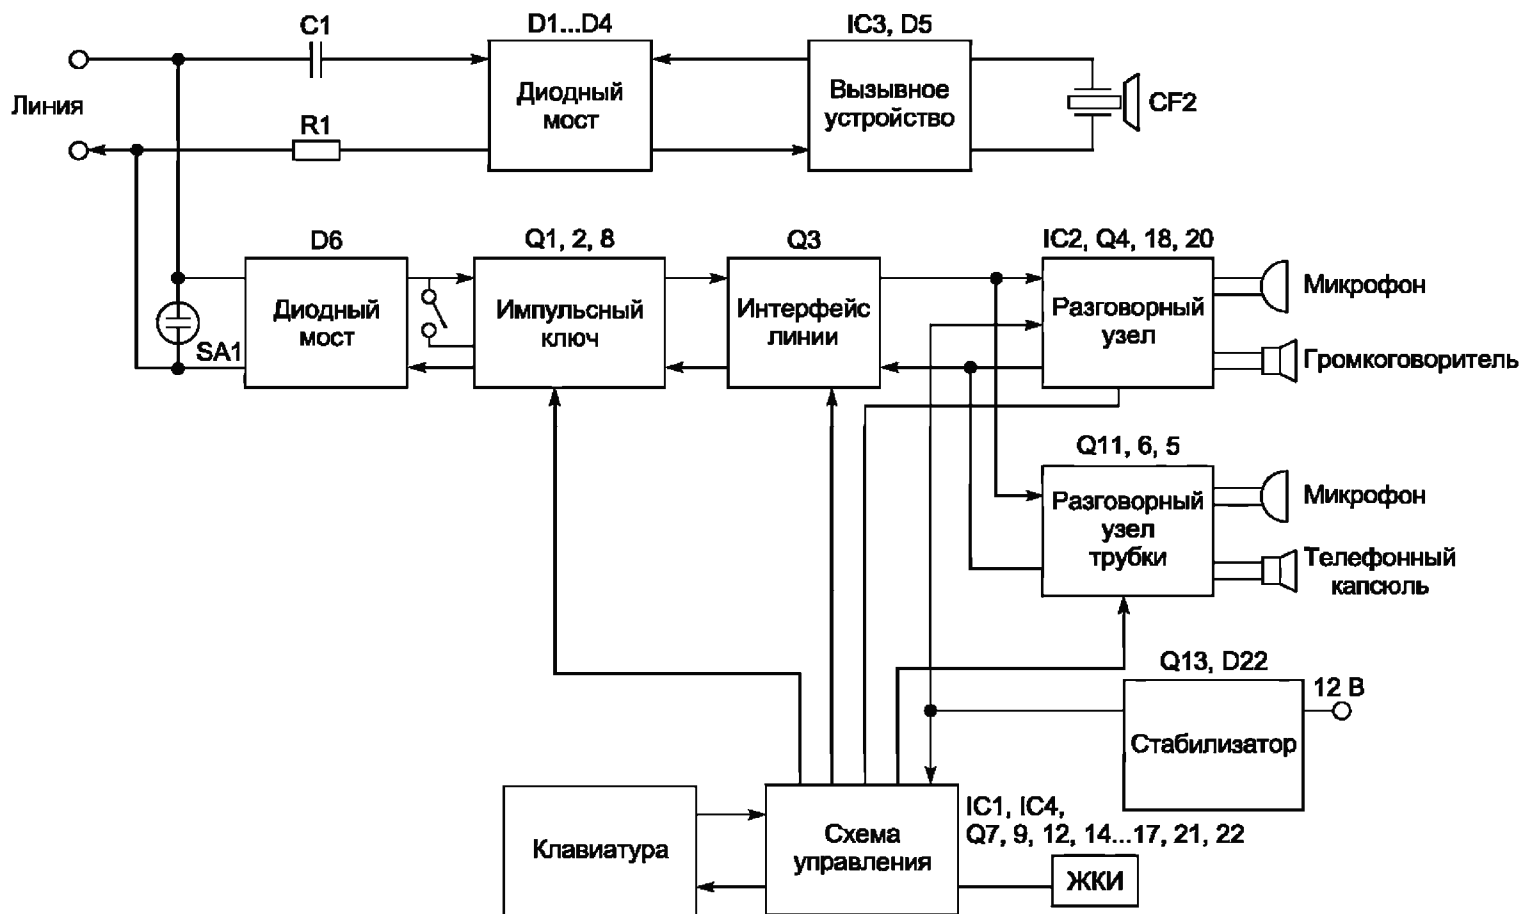 C1
D1...D4
IC3, D5
Линия
Диодный
мост
Вызывное
устройство
CF2
R1
D6
Q1, 2, 8
Q3
IC2, Q4, 18, 20
Диодный
мост
SA1
Импульсный
ключ
Интерфейс
линии
Разговорный
узел
Микрофон
Громкоговоритель
Q11, 6, 5
Разговорный
узел
трубки
Микрофон
Телефонный
капсюль
Q13, D22
12 В
Стабилизатор
Клавиатура
Схема
управления
IC1, IC4,
Q7, 9, 12, 14...17, 21, 22
ЖКИ